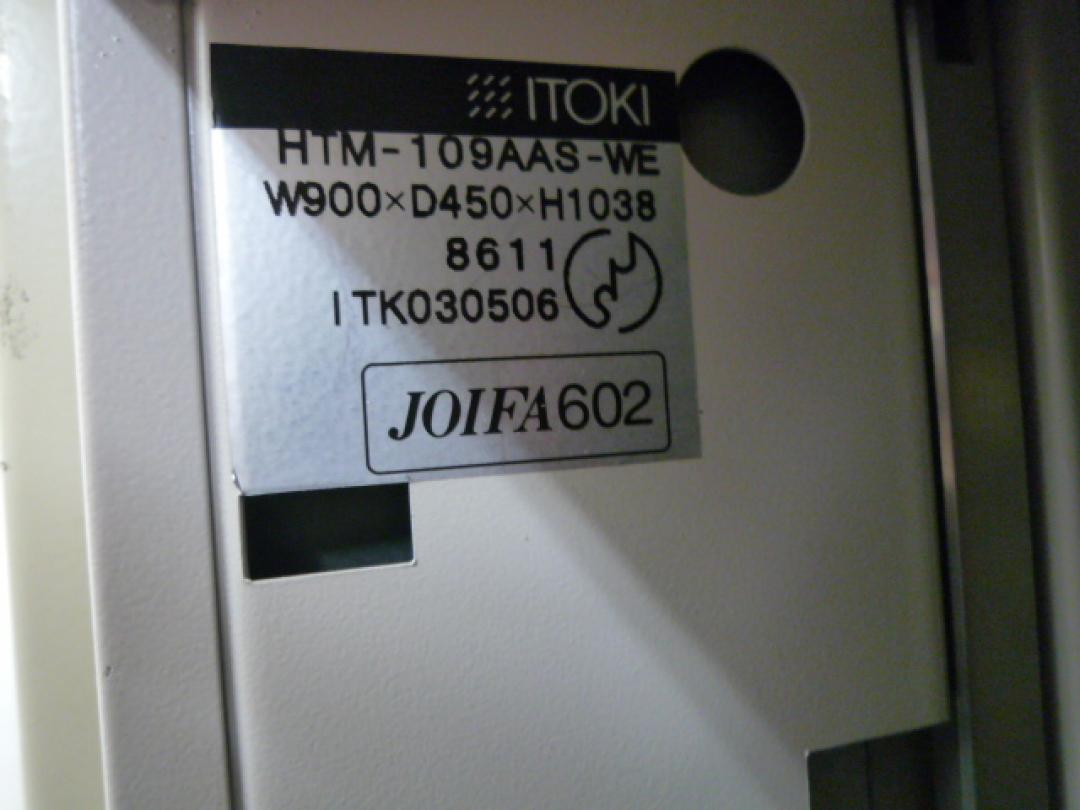 ITOKI
HTM-109AAS-WE
W900×D450×H1038
8611
ITK030506
JOIFA602